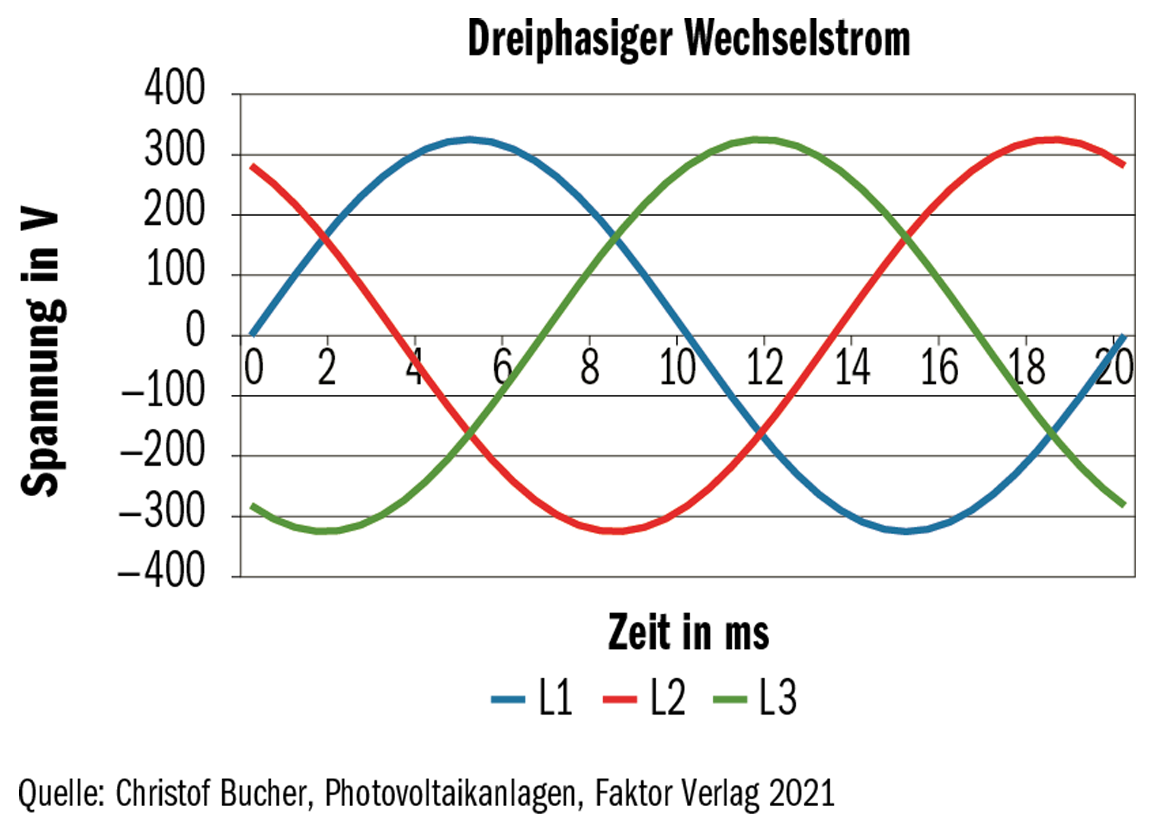 Dreiphasiger Wechselstrom
400
300
200
100
0
–100
–200
–300
–400
Spannung in V
0 2 4 6 8 10 12 14 16 18 20
Zeit in ms
L1 L2 L3
Quelle: Christof Bucher, Photovoltaikanlagen, Faktor Verlag 2021